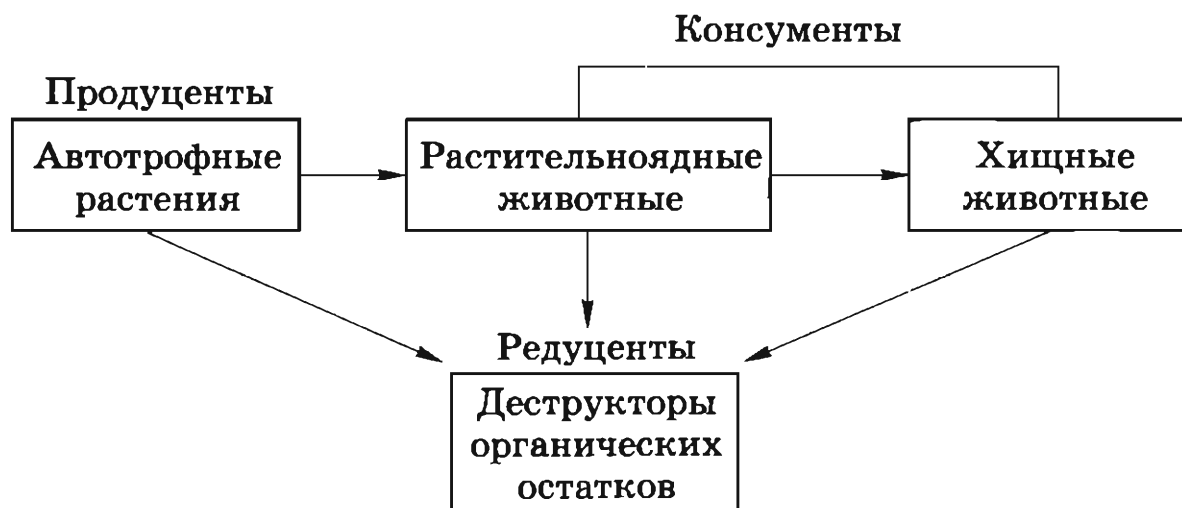 Консументы
Продуценты
Автотрофные
растения
Растительноядные
животные
Хищные
животные
Редуценты
Деструкторы
органических
остатков